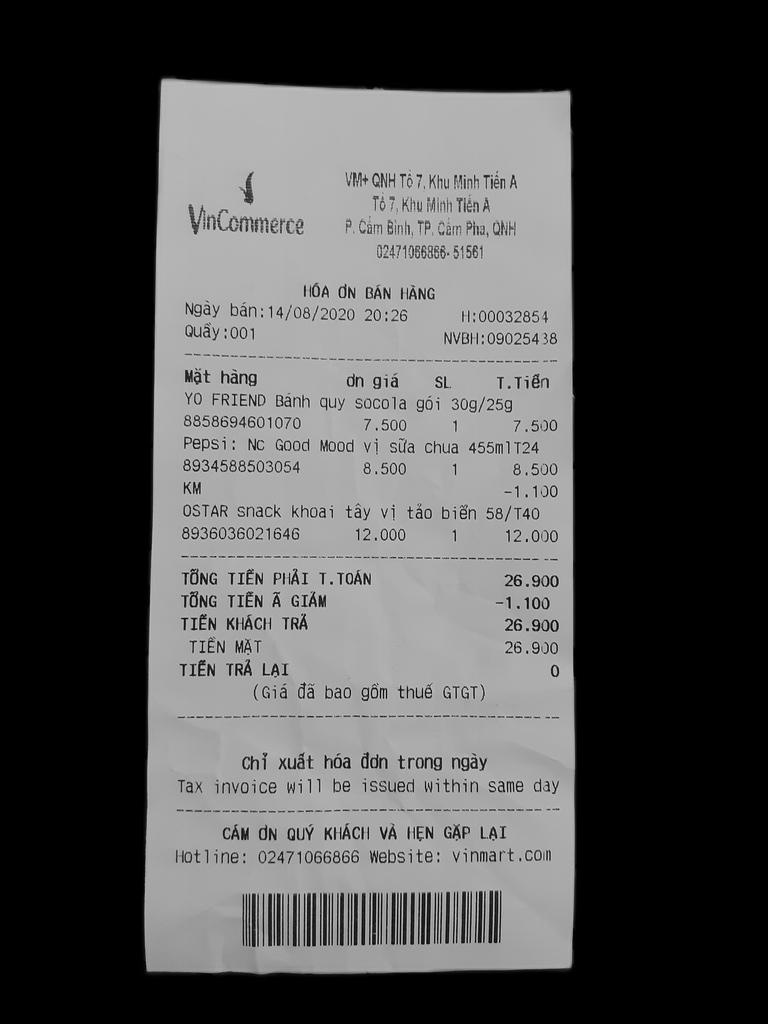 VinCommerce
VM+ QNH Tổ 7, Khu Minh Tiến A
Tổ 7, Khu Minh Tiến A
P. Cẩm Bình, TP. Cẩm Phả, QNH
02471066866-51561
HÓA ƠN BÁN HÀNG
Ngày bán:14/08/2020 20:26 H:00032854
Quầy:001 NVBH:09025438
Mặt hàng ơn giá SL T.Tiền
YO FRIEND Bánh quy socola gói 30g/25g
8858694601070 7.500 1 7.500
Pepsi: Nc Good Mood vị sữa chua 455mlT24
8934588503054 8.500 1 8.500
KM -1.100
OSTAR snack khoai tây vị tảo biển 58/T40
8936036021646 12.000 1 12.000
TỔNG TIỀN PHẢI T.TOÁN 26.900
TỔNG TIỀN Ã GIẢM -1.100
TIỀN KHÁCH TRẢ 26.900
TIỀN MẶT 26.900
TIỀN TRẢ LẠI 0
(Giá đã bao gồm thuế GTGT)
Chỉ xuất hóa đơn trong ngày
Tax invoice will be issued within same day
CẢM ƠN QUÝ KHÁCH VÀ HẸN GẶP LẠI
Hotline: 02471066866 Website: vinmart.com